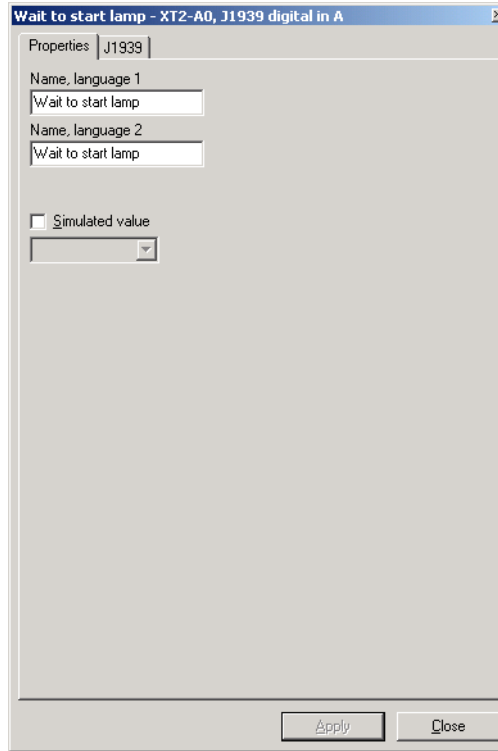 Wait to start lamp - XT2-A0, J1939 digital in A
Properties J1939
Name, language 1
Wait to start lamp
Name, language 2
Wait to start lamp
Simulated value
Apply Close